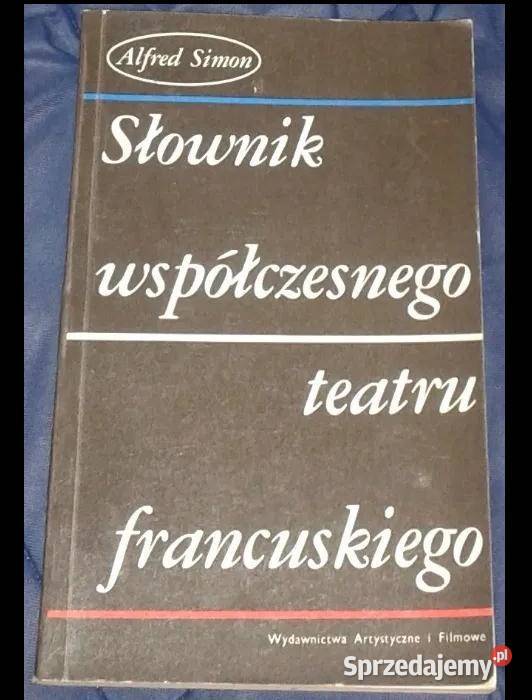 Alfred Simon
Słownik
współczesnego
teatru
francuskiego
Wydawnictwa Artystyczne i Filmowe
Sprzedajemy.pl